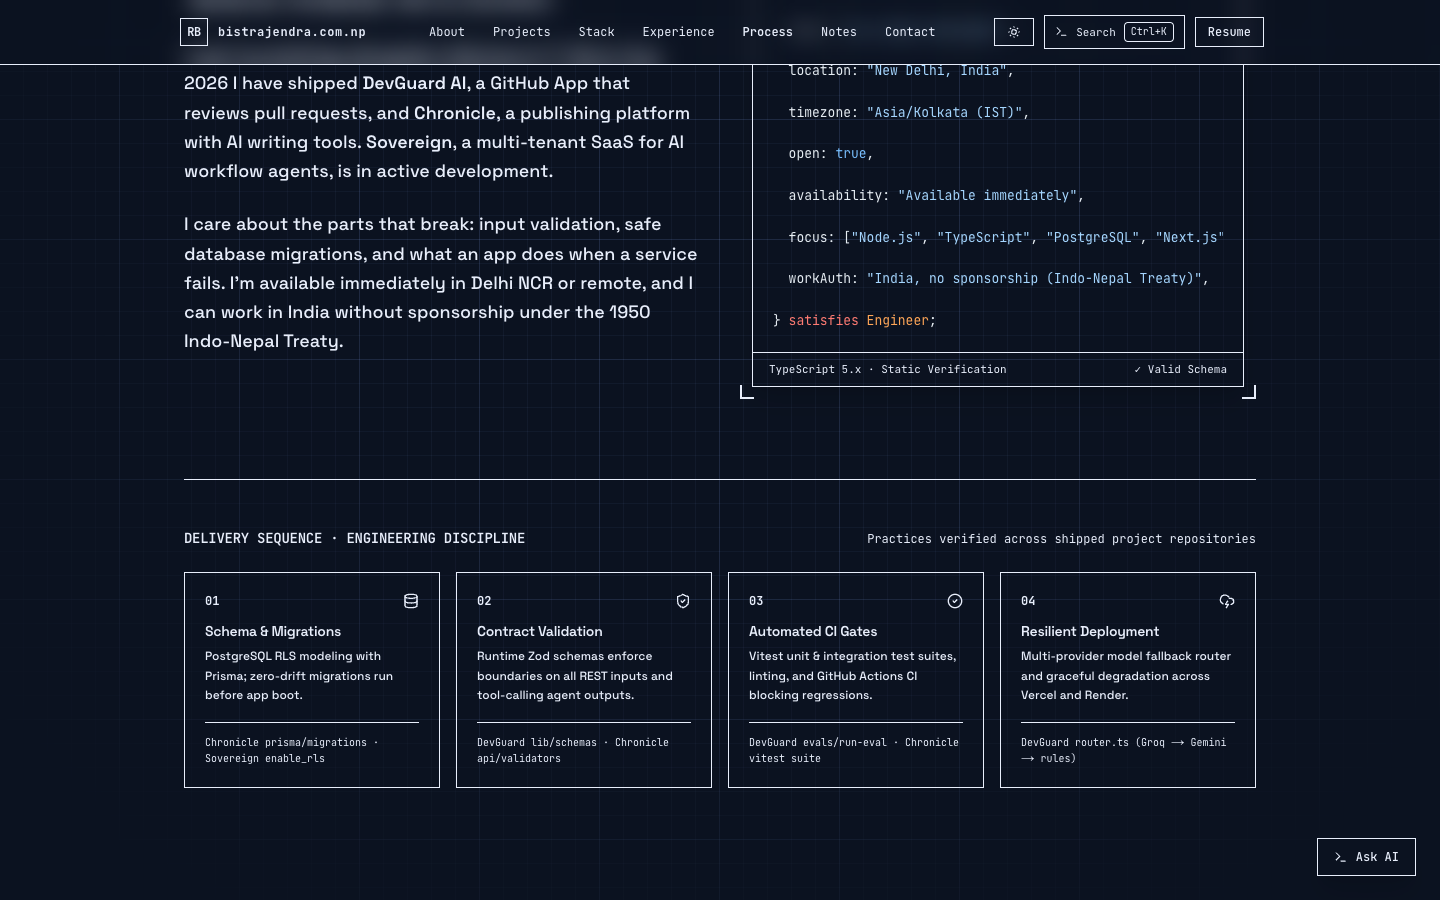 RB bistrajendra.com.np About Projects Stack Experience Process Notes Contact Search Ctrl+K Resume
2026 I have shipped DevGuard AI, a GitHub App that
reviews pull requests, and Chronicle, a publishing platform
with AI writing tools. Sovereign, a multi-tenant SaaS for AI
workflow agents, is in active development.
I care about the parts that break: input validation, safe
database migrations, and what an app does when a service
fails. I'm available immediately in Delhi NCR or remote, and I
can work in India without sponsorship under the 1950
Indo-Nepal Treaty.
location: "New Delhi, India",
timezone: "Asia/Kolkata (IST)",
open: true,
availability: "Available immediately",
focus: ["Node.js", "TypeScript", "PostgreSQL", "Next.js"
workAuth: "India, no sponsorship (Indo-Nepal Treaty)",
} satisfies Engineer;
TypeScript 5.x · Static Verification ✓ Valid Schema
DELIVERY SEQUENCE · ENGINEERING DISCIPLINE Practices verified across shipped project repositories
01
Schema & Migrations
PostgreSQL RLS modeling with
Prisma; zero-drift migrations run
before app boot.
Chronicle prisma/migrations ·
Sovereign enable_rls
02
Contract Validation
Runtime Zod schemas enforce
boundaries on all REST inputs and
tool-calling agent outputs.
DevGuard lib/schemas · Chronicle
api/validators
03
Automated CI Gates
Vitest unit & integration test suites,
linting, and GitHub Actions CI
blocking regressions.
DevGuard evals/run-eval · Chronicle
vitest suite
04
Resilient Deployment
Multi-provider model fallback router
and graceful degradation across
Vercel and Render.
DevGuard router.ts (Groq ⟶ Gemini
⟶ rules)
Ask AI